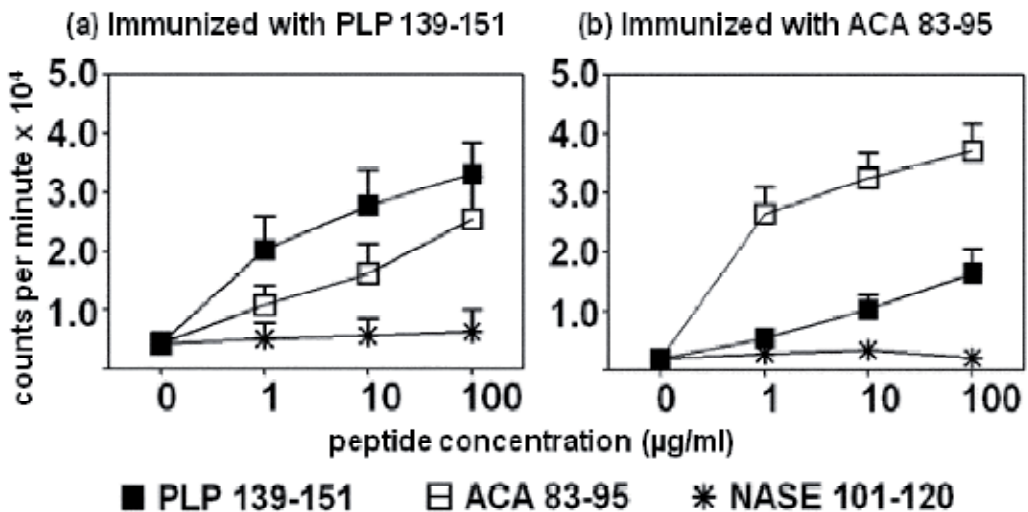 (a) Immunized with PLP 139-151
(b) Immunized with ACA 83-95
counts per minute x 10⁴
5.0
4.0
3.0
2.0
1.0
0 1 10 100
5.0
4.0
3.0
2.0
1.0
0 1 10 100
peptide concentration (µg/ml)
PLP 139-151 ACA 83-95 NASE 101-120